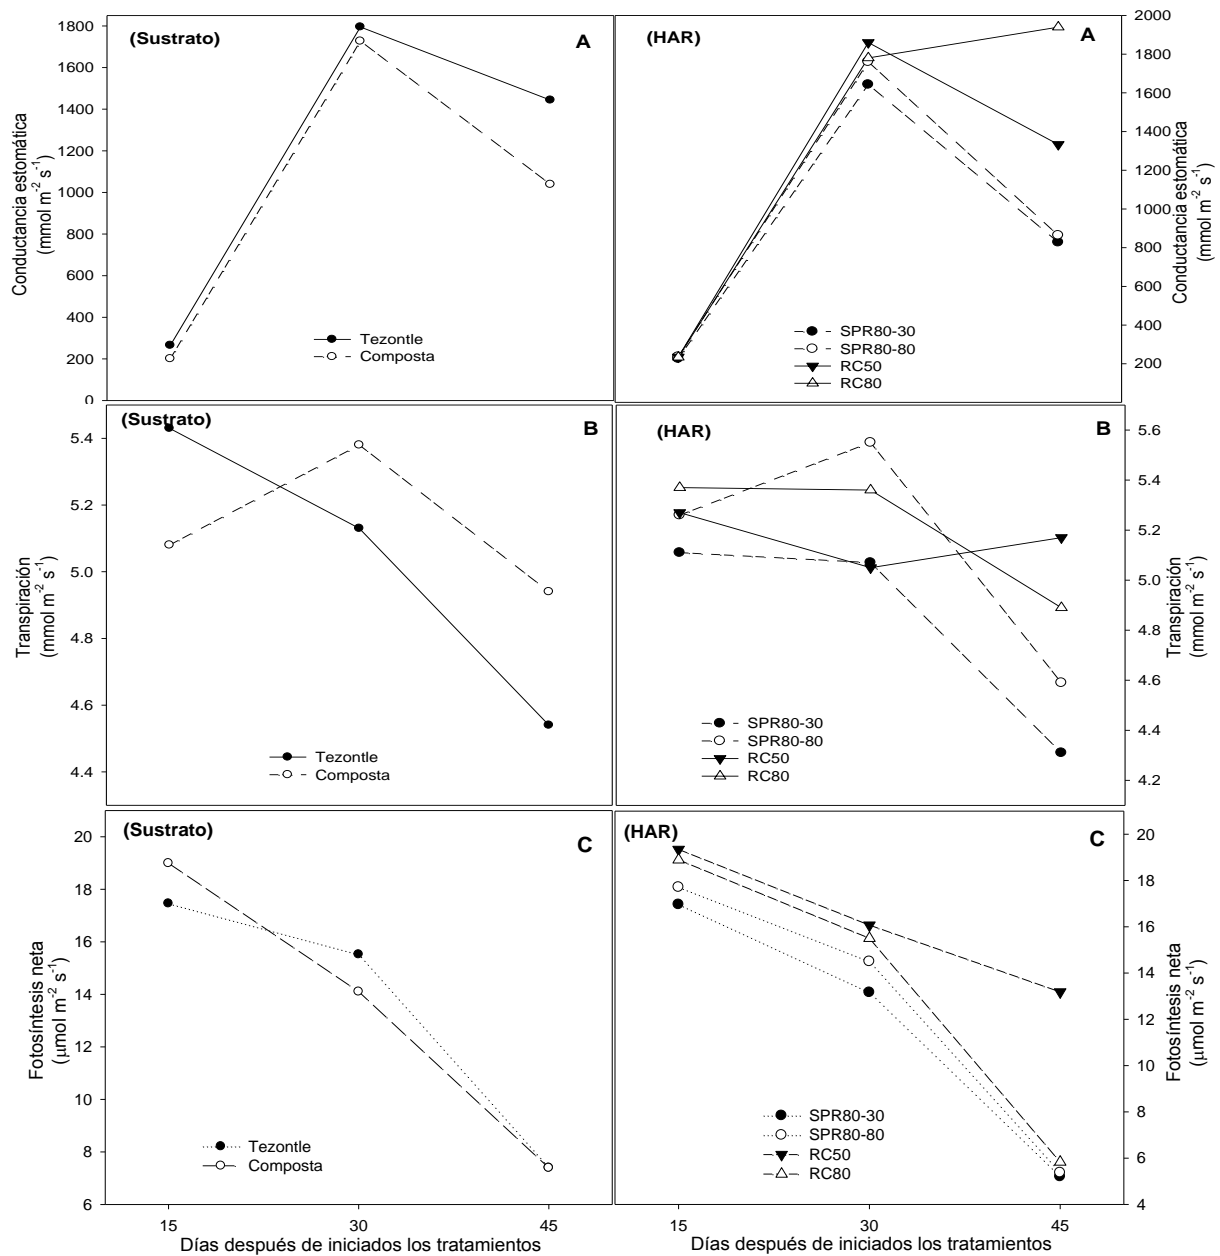 (Sustrato)
A
1800
1600
1400
1200
1000
800
600
400
200
0
Conductancia estomática
(mmol m-2 s-1)
Tezontle
Composta
(HAR)
A
2000
1800
1600
1400
1200
1000
800
600
400
200
Conductancia estomática
(mmol m-2 s-1)
SPR80-30
SPR80-80
RC50
RC80
(Sustrato)
B
5.4
5.2
5.0
4.8
4.6
4.4
Transpiración
(mmol m-2 s-1)
Tezontle
Composta
(HAR)
B
5.6
5.4
5.2
5.0
4.8
4.6
4.4
4.2
Transpiración
(mmol m-2 s-1)
SPR80-30
SPR80-80
RC50
RC80
(Sustrato)
C
20
18
16
14
12
10
8
6
Fotosíntesis neta
(μmol m-2 s-1)
Tezontle
Composta
15 30 45
Días después de iniciados los tratamientos
(HAR)
C
20
18
16
14
12
10
8
6
4
Fotosíntesis neta
(μmol m-2 s-1)
SPR80-30
SPR80-80
RC50
RC80
15 30 45
Días después de iniciados los tratamientos